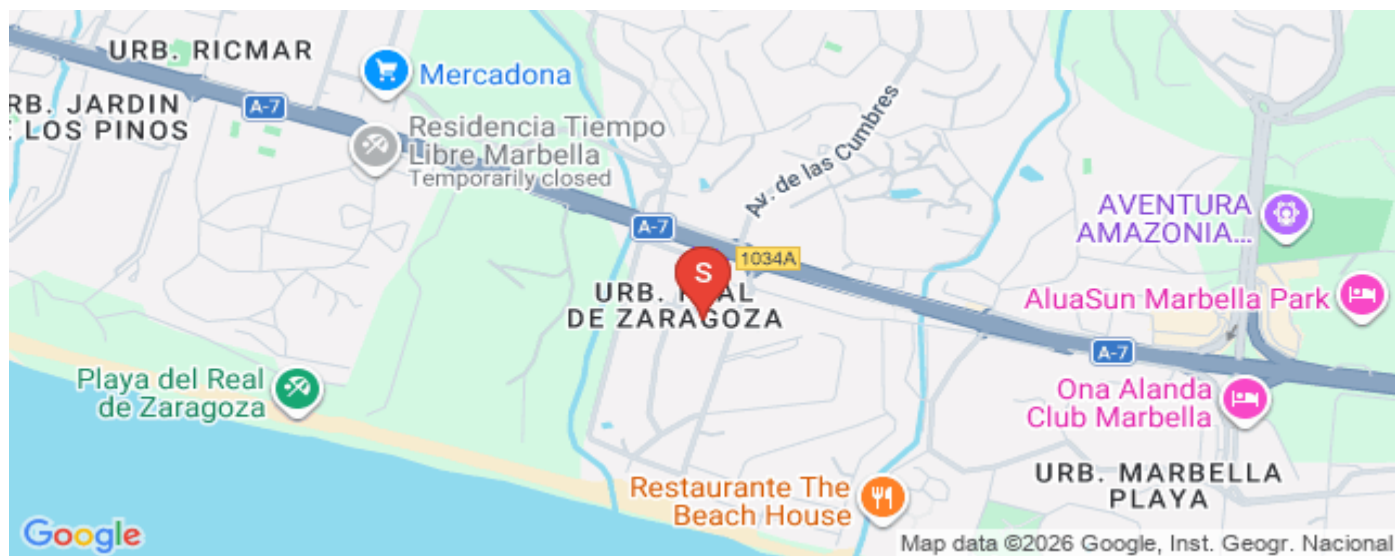 URB. RICMAR
Mercadona
A-7
RB. JARDIN
E LOS PINOS
Residencia Tiempo
Libre Marbella
Temporarily closed
Av. de las Cumbres
A-7
1034A
AVENTURA
AMAZONIA...
S
URB. REAL
DE ZARAGOZA
AluaSun Marbella Park
A-7
Playa del Real
de Zaragoza
Ona Alanda
Club Marbella
URB. MARBELLA
PLAYA
Restaurante The
Beach House
Google
Map data ©2026 Google, Inst. Geogr. Nacional